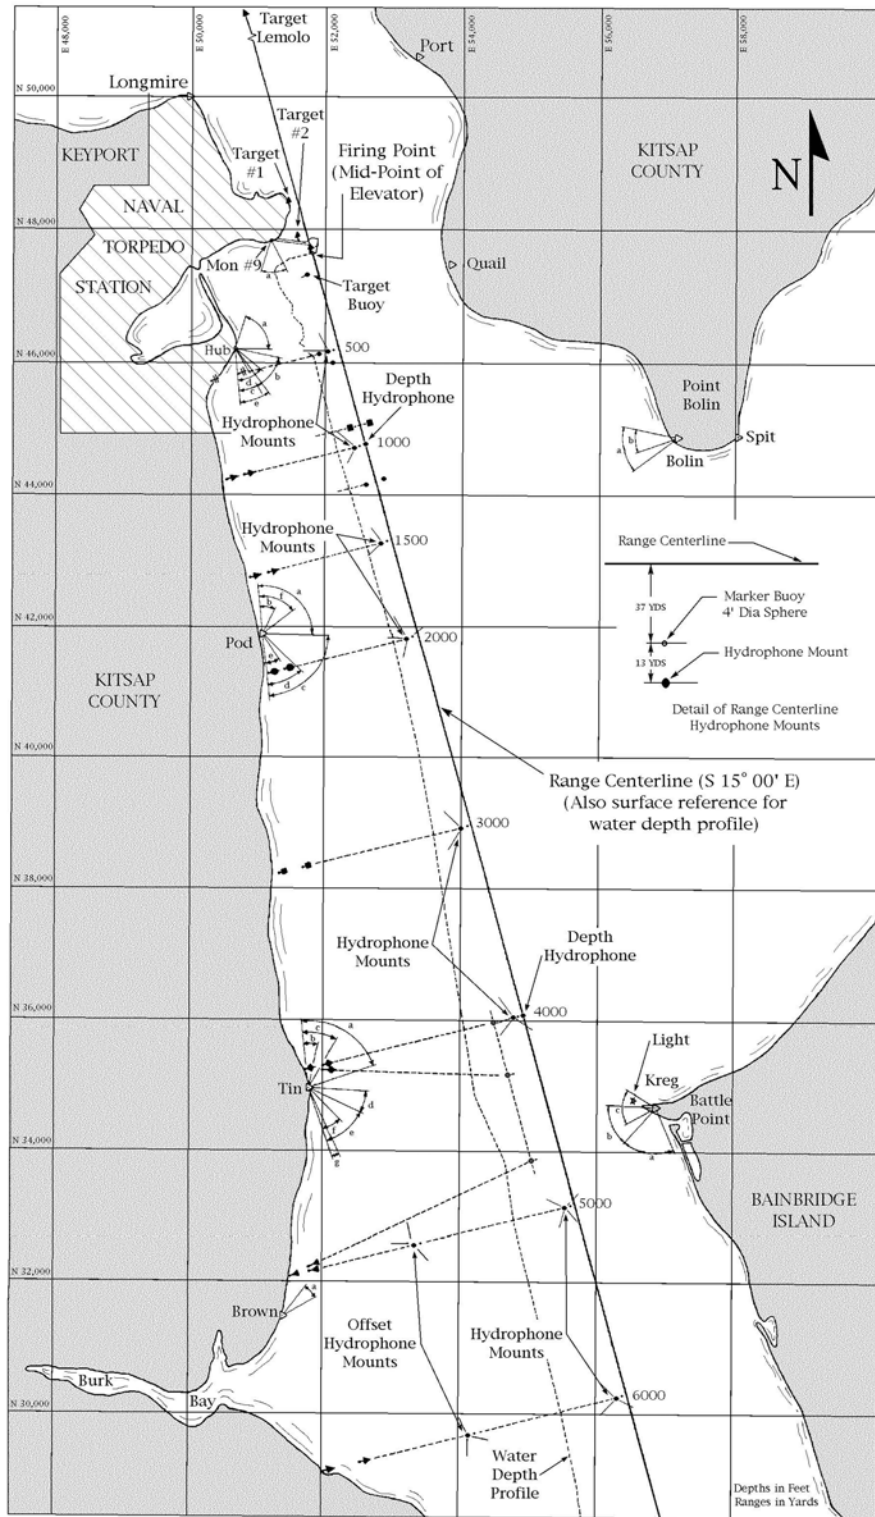 E 48,000
E 50,000
E 52,000
E 54,000
E 56,000
E 58,000
Target
Lemolo
Port
Longmire
N 50,000
Target
#2
Target
#1
Firing Point
(Mid-Point of
Elevator)
KEYPORT
KITSAP
COUNTY
N
NAVAL
TORPEDO
STATION
N 48,000
Mon #9
a
Quail
Target
Buoy
Hub
a
b
d
c
e
500
N 46,000
Depth
Hydrophone
Point
Bolin
Hydrophone
Mounts
1000
b
a
Bolin
Spit
N 44,000
Hydrophone
Mounts
1500
Range Centerline
37 YDS
Marker Buoy
4' Dia Sphere
13 YDS
Hydrophone Mount
Detail of Range Centerline
Hydrophone Mounts
N 42,000
a
f
b
Pod
e
d
c
2000
KITSAP
COUNTY
N 40,000
Range Centerline (S 15° 00' E)
(Also surface reference for
water depth profile)
3000
N 38,000
Hydrophone
Mounts
Depth
Hydrophone
N 36,000
4000
a
c
b
Tin
d
f
e
g
Light
Kreg
Battle
Point
c
b
a
N 34,000
5000
BAINBRIDGE
ISLAND
N 32,000
Brown
a
Offset
Hydrophone
Mounts
Hydrophone
Mounts
Burk
Bay
N 30,000
6000
Water
Depth
Profile
Depths in Feet
Ranges in Yards